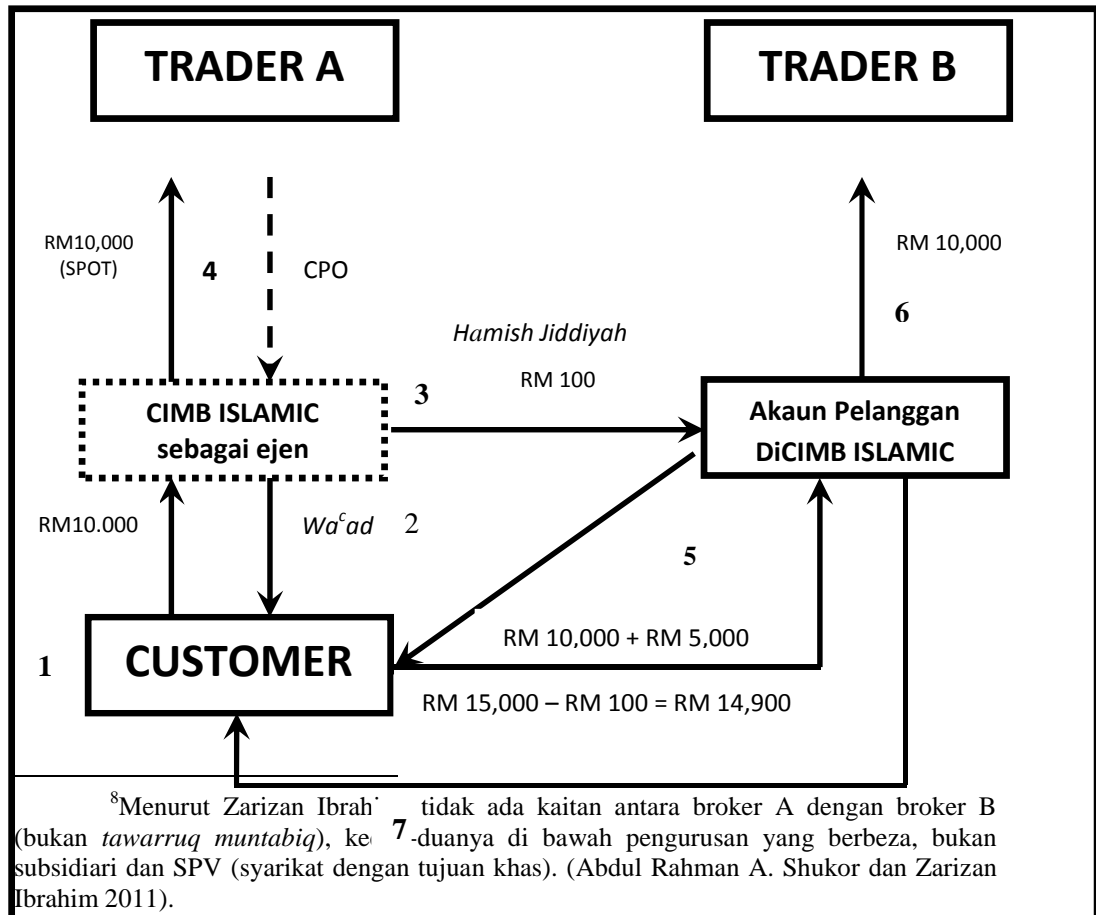 TRADER A
TRADER B
RM10,000
(SPOT)
4
CPO
RM 10,000
6
Hamish Jiddiyah
RM 100
3
CIMB ISLAMIC
sebagai ejen
Akaun Pelanggan
DiCIMB ISLAMIC
RM10.000
Waᶜad
2
5
1
CUSTOMER
RM 10,000 + RM 5,000
RM 15,000 – RM 100 = RM 14,900
⁸Menurut Zarizan tidak ada kaitan antara broker A dengan broker B
(bukan tawarruq muntabiq), -duanya di bawah pengurusan yang berbeza, bukan
7
subsidiari dan SPV (syarikat dengan tujuan khas). (Abdul Rahman A. Shukor dan Zarizan
Ibrahim 2011).